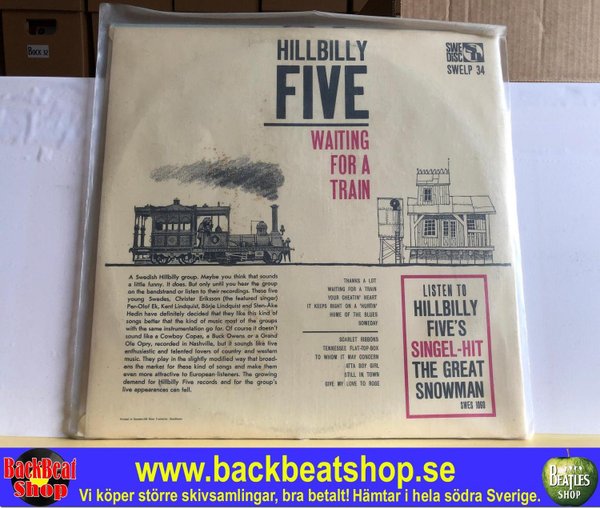 BOCK 32
HILLBILLY
FIVE
WAITING
FOR A
TRAIN
SWE
DISC
SWELP 34
A Swedish Hillbilly group. Maybe you think that sounds
a little funny. It does. But only until you hear the group
on the bandstand or listen to their recordings. These five
young Swedes, Christer Eriksson (the featured singer)
Per-Olof Ek, Kent Lindquist, Börje Lindquist and Sten-Åke
Hedin have definitely decided that they like this kind of
songs better that the kind of music most of the groups
with the same instrumentation go for. Of course it doesn't
sound like a Cowboy Copas, a Buck Owens or a Grand
Ole Opry, recorded in Nashville, but it sounds like five
enthusiastic and talented lovers of country and western
music. They play in the slightly modified way that broad-
ens the market for these kind of songs and make them
even more attractive to European listeners. The growing
demand for Hillbilly Five records and for the group's
live appearances can fell.
THANKS A LOT
WAITING FOR A TRAIN
YOUR CHEATIN' HEART
IT KEEPS RIGHT ON A 'HURTIN'
HOME OF THE BLUES
SOMEDAY
SCARLET RIBBONS
TENNESSEE FLAT-TOP-BOX
TO WHOM IT MAY CONCERN
ATTA BOY GIRL
STILL IN TOWN
GIVE MY LOVE TO ROSE
LISTEN TO
HILLBILLY
FIVE'S
SINGEL-HIT
THE GREAT
SNOWMAN
SWES 1060
BackBeat
Shop
www.backbeatshop.se
Vi köper större skivsamlingar, bra betalt! Hämtar i hela södra Sverige.
BEATLES
SHOP